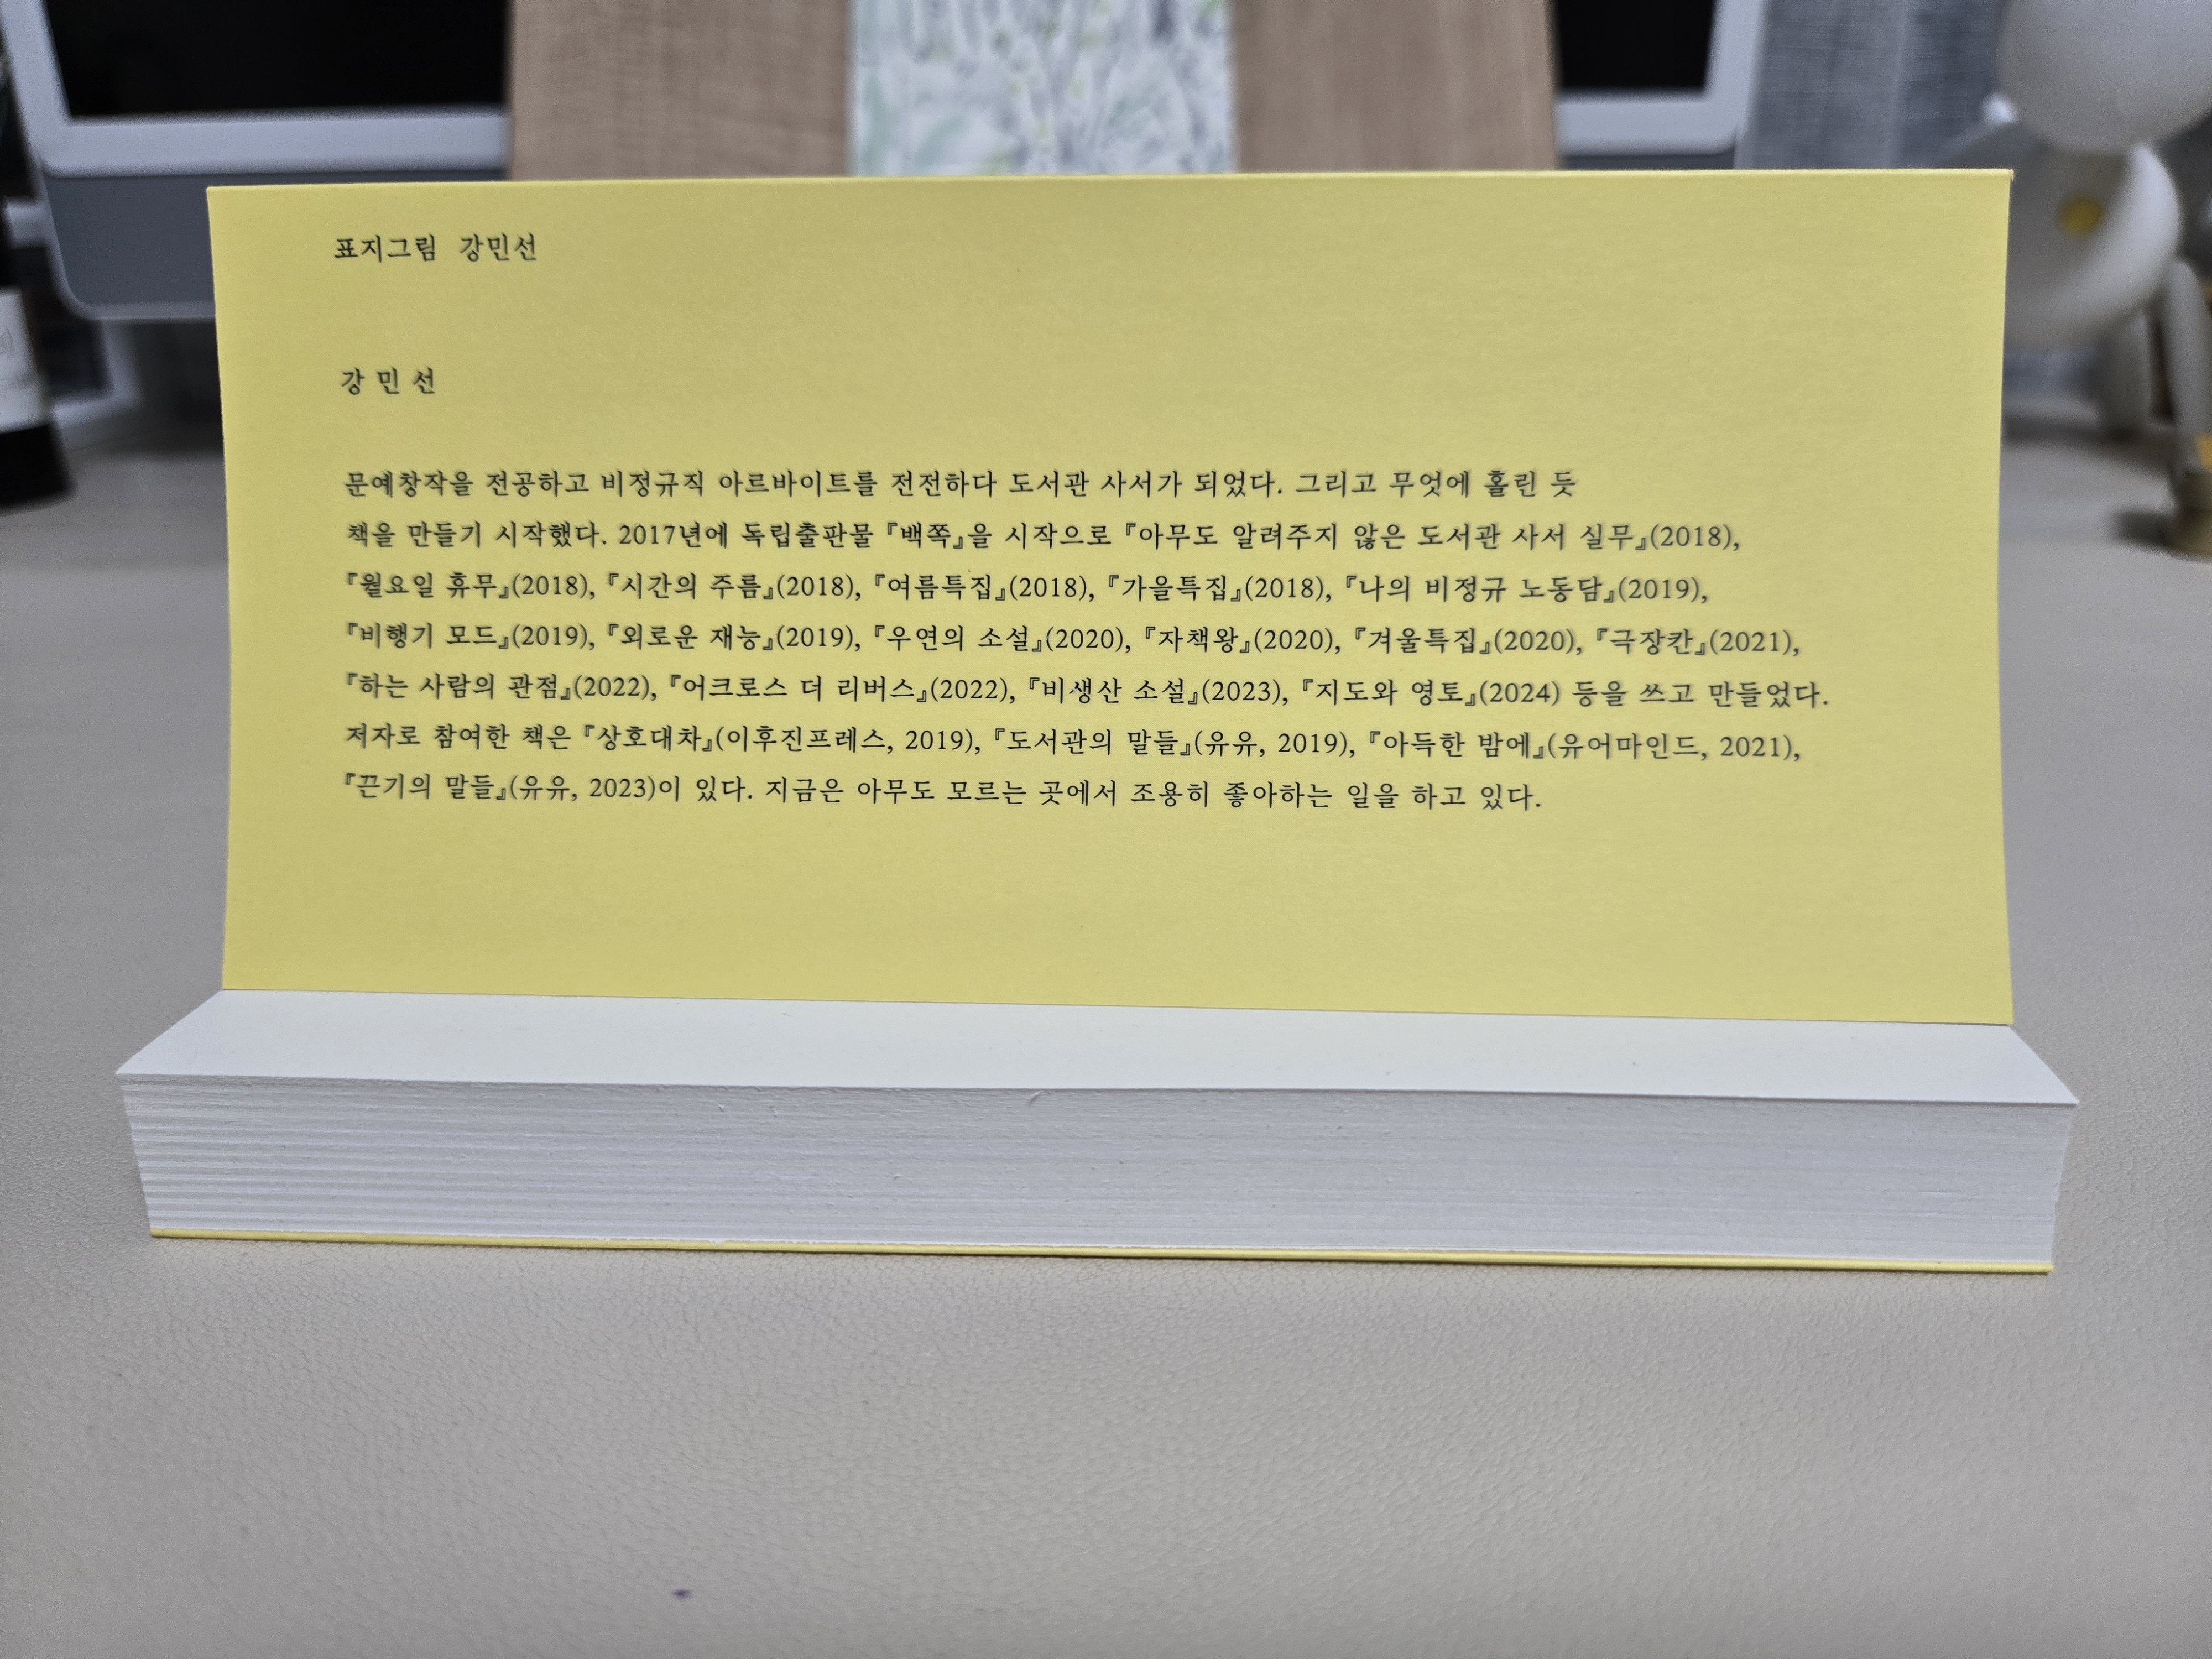 표지그림 강민선
강민선
문예창작을 전공하고 비정규직 아르바이트를 전전하다 도서관 사서가 되었다. 그리고 무엇에 홀린 듯
책을 만들기 시작했다. 2017년에 독립출판물 『백쪽』을 시작으로 『아무도 알려주지 않은 도서관 사서 실무』(2018),
『월요일 휴무』(2018), 『시간의 주름』(2018), 『여름특집』(2018), 『가을특집』(2018), 『나의 비정규 노동담』(2019),
『비행기 모드』(2019), 『외로운 재능』(2019), 『우연의 소설』(2020), 『자책왕』(2020), 『겨울특집』(2020), 『극장칸』(2021),
『하는 사람의 관점』(2022), 『어크로스 더 리버스』(2022), 『비생산 소설』(2023), 『지도와 영토』(2024) 등을 쓰고 만들었다.
저자로 참여한 책은 『상호대차』(이후진프레스, 2019), 『도서관의 말들』(유유, 2019), 『아득한 밤에』(유어마인드, 2021),
『끈기의 말들』(유유, 2023)이 있다. 지금은 아무도 모르는 곳에서 조용히 좋아하는 일을 하고 있다.